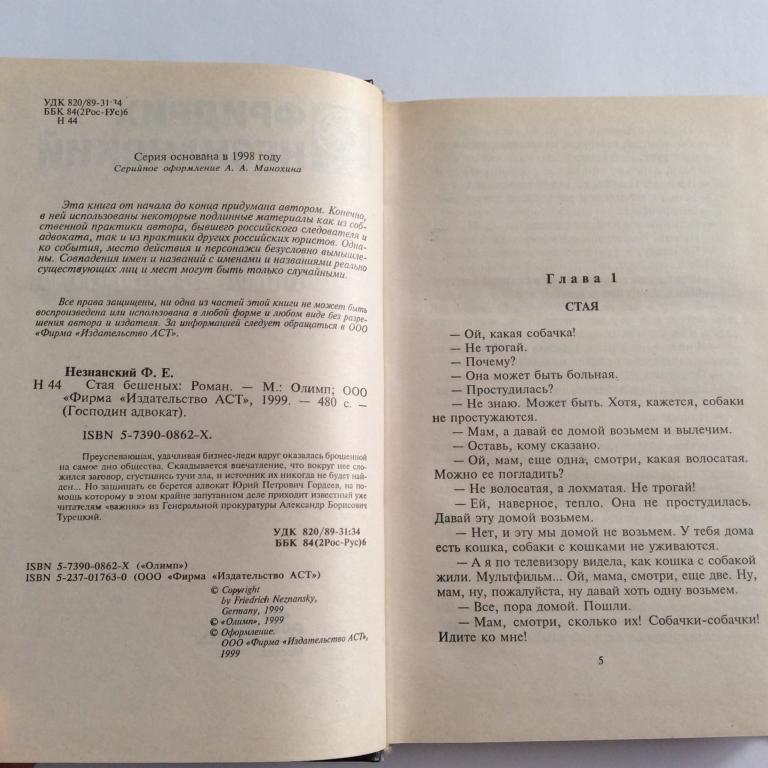 УДК 820/89-31:34
ББК 84(2Рос-Рус)6
Н 44
Серия основана в 1998 году
Серийное оформление А. А. Манохина
Эта книга от начала до конца придумана автором. Конечно,
в ней использованы некоторые подлинные материалы как из соб-
ственной практики автора, бывшего российского следователя и
адвоката, так и из практики других российских юристов. Одна-
ко события, место действия и персонажи безусловно вымышле-
ны. Совпадения имен и названий с именами и названиями реально
существующих лиц и мест могут быть только случайными.
Все права защищены, ни одна из частей этой книги не может быть
воспроизведена или использована в любой форме и любом виде без разре-
шения автора и издателя. За информацией следует обращаться в ООО
«Фирма «Издательство АСТ».
Незнанский Ф. Е.
Н 44 Стая бешеных: Роман. — М.: Олимп; ООО
«Фирма «Издательство АСТ», 1999. — 480 с. —
(Господин адвокат).
ISBN 5-7390-0862-X.
Преуспевающая, удачливая бизнес-леди вдруг оказалась брошенной
на самое дно общества. Складывается впечатление, что вокруг нее сло-
жился заговор, сгустились тучи зла, и источник их никогда не будет най-
ден... Но защищать ее берется адвокат Юрий Петрович Гордеев, на по-
мощь которому в этом крайне запутанном деле приходит известный уже
читателям «важняк» из Генеральной прокуратуры Александр Борисович
Турецкий.
УДК 820/89-31:34
ББК 84(2Рос-Рус)6
ISBN 5-7390-0862-X («Олимп»)
ISBN 5-237-01763-0 (ООО «Фирма «Издательство АСТ»)
© Copyright
by Friedrich Neznansky,
Germany, 1999
© «Олимп», 1999
© Оформление.
ООО «Фирма «Издательство АСТ»,
1999
Глава 1
СТАЯ
— Ой, какая собачка!
— Не трогай.
— Почему?
— Она может быть больная.
— Простудилась?
— Не знаю. Может быть. Хотя, кажется, собаки
не простужаются.
— Мам, а давай ее домой возьмем и вылечим.
— Оставь, кому сказано.
— Ой, мам, еще одна, смотри, какая волосатая.
Можно ее погладить?
— Не волосатая, а лохматая. Не трогай!
— Ей, наверное, тепло. Она не простудилась.
Давай эту домой возьмем.
— Нет, и эту мы домой не возьмем. У тебя дома
есть кошка, собаки с кошками не уживаются.
— А я по телевизору видела, как кошка с собакой
жили. Мультфильм... Ой, мама, смотри, еще две. Ну,
мам, ну, пожалуйста, ну давай хоть одну возьмем.
— Все, пора домой. Пошли.
— Мам, смотри, сколько их! Собачки-собачки!
Идите ко мне!
5